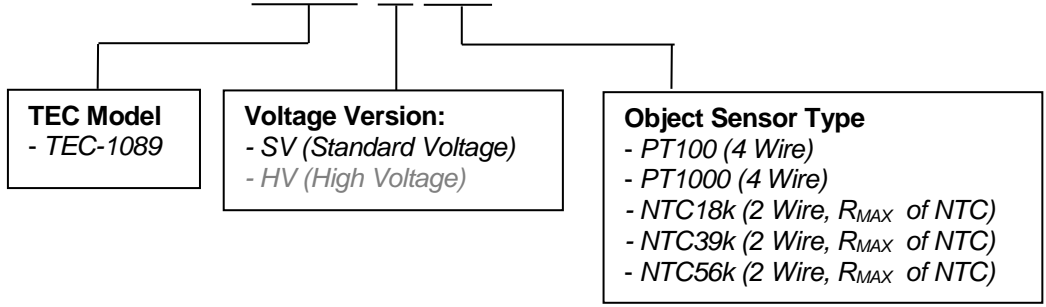 TEC Model
- TEC-1089
Voltage Version:
- SV (Standard Voltage)
- HV (High Voltage)
Object Sensor Type
- PT100 (4 Wire)
- PT1000 (4 Wire)
- NTC18k (2 Wire, RMAX of NTC)
- NTC39k (2 Wire, RMAX of NTC)
- NTC56k (2 Wire, RMAX of NTC)